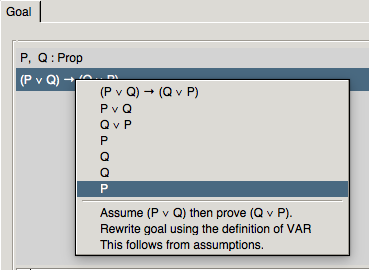 Goal
P, Q : Prop
(P ∨ Q) → (Q ∨ P)
(P ∨ Q) → (Q ∨ P)
P ∨ Q
Q ∨ P
P
Q
Q
P
Assume (P ∨ Q) then prove (Q ∨ P).
Rewrite goal using the definition of VAR
This follows from assumptions.